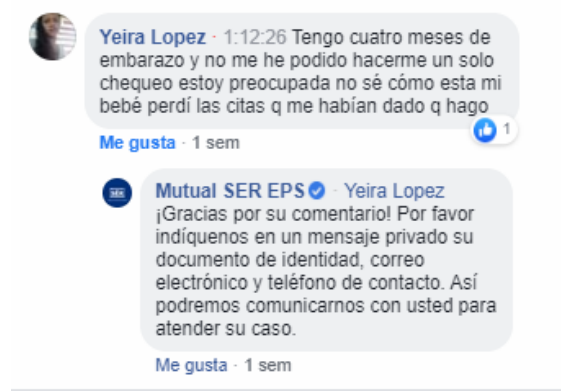 Yeira Lopez · 1:12:26 Tengo cuatro meses de
embarazo y no me he podido hacerme un solo
chequeo estoy preocupada no sé cómo esta mi
bebé perdí las citas q me habían dado q hago
1
Me gusta · 1 sem
Mutual SER EPS · Yeira Lopez
¡Gracias por su comentario! Por favor
indíquenos en un mensaje privado su
documento de identidad, correo
electrónico y teléfono de contacto. Así
podremos comunicarnos con usted para
atender su caso.
Me gusta · 1 sem